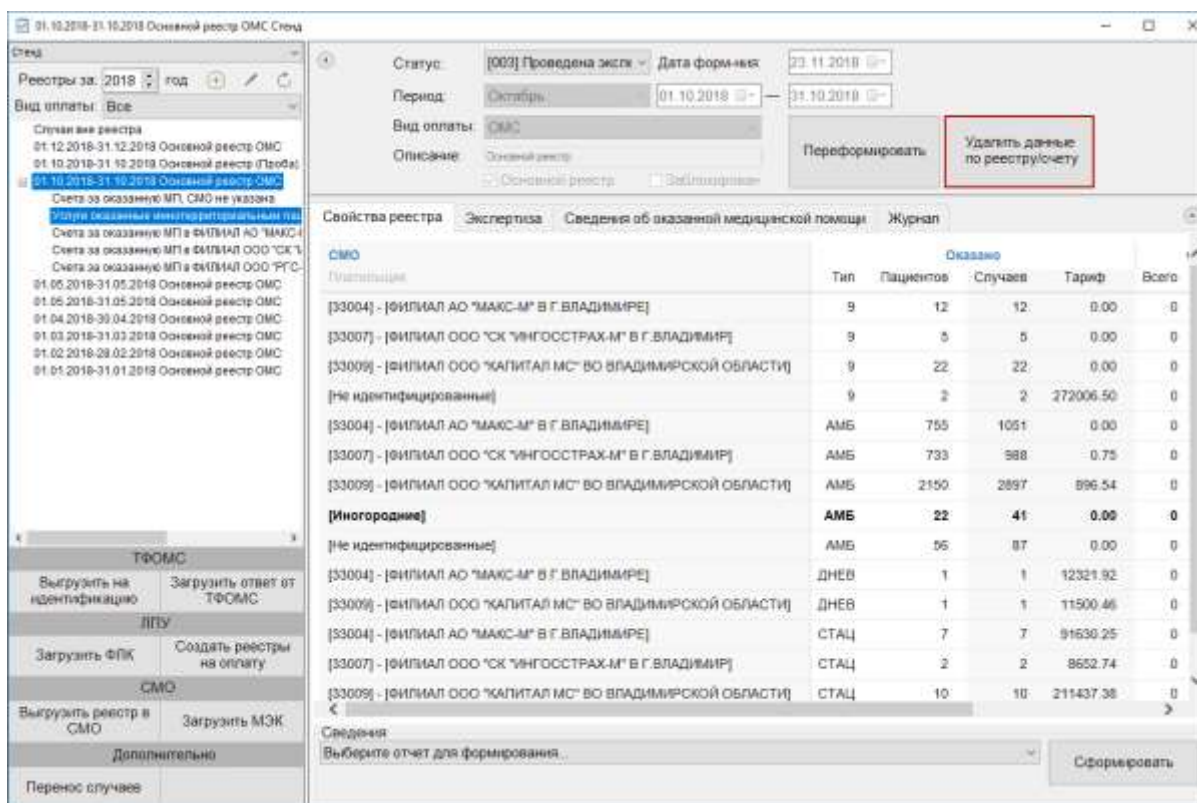 01.10.2018-31.10.2018 Основной реестр ОМС Стенд
Стенд
Реестры за: 2018 год
Вид оплаты: Все
Случаи вне реестра
01.12.2018-31.12.2018 Основной реестр ОМС
01.10.2018-31.10.2018 Основной реестр (Проба)
01.10.2018-31.10.2018 Основной реестр ОМС
Счета за оказанную МП, СМО не указана
Услуги оказанные инотерриториальным пац
Счета за оказанную МП в ФИЛИАЛ АО "МАКС-
Счета за оказанную МП в ФИЛИАЛ ООО "СК "
Счета за оказанную МП в ФИЛИАЛ ООО "РГС-
01.05.2018-31.05.2018 Основной реестр ОМС
01.05.2018-31.05.2018 Основной реестр ОМС
01.04.2018-30.04.2018 Основной реестр ОМС
01.03.2018-31.03.2018 Основной реестр ОМС
01.02.2018-28.02.2018 Основной реестр ОМС
01.01.2018-31.01.2018 Основной реестр ОМС
ТФОМС
Выгрузить на идентификацию Загрузить ответ от ТФОМС
ЛПУ
Загрузить ФЛК Создать реестры на оплату
СМО
Выгрузить реестр в СМО Загрузить МЭК
Дополнительно
Перенос случаев
Статус: [003] Проведена экспе Дата форм-ния: 23.11.2018
Период: Октябрь 01.10.2018 — 31.10.2018
Вид оплаты: ОМС
Описание: Основной реестр
Основной реестр Заблокирован
Переформировать
Удалить данные по реестру/счету
Свойства реестра Экспертиза Сведения об оказанной медицинской помощи Журнал
СМО Оказано
Плательщик Тип Пациентов Случаев Тариф Всего
[33004] - [ФИЛИАЛ АО "МАКС-М" В Г.ВЛАДИМИРЕ] 9 12 12 0.00 0
[33007] - [ФИЛИАЛ ООО "СК "ИНГОССТРАХ-М" В Г.ВЛАДИМИР] 9 5 5 0.00 0
[33009] - [ФИЛИАЛ ООО "КАПИТАЛ МС" ВО ВЛАДИМИРСКОЙ ОБЛАСТИ] 9 22 22 0.00 0
[Не идентифицированные] 9 2 2 272006.50 0
[33004] - [ФИЛИАЛ АО "МАКС-М" В Г.ВЛАДИМИРЕ] АМБ 755 1051 0.00 0
[33007] - [ФИЛИАЛ ООО "СК "ИНГОССТРАХ-М" В Г.ВЛАДИМИР] АМБ 733 988 0.75 0
[33009] - [ФИЛИАЛ ООО "КАПИТАЛ МС" ВО ВЛАДИМИРСКОЙ ОБЛАСТИ] АМБ 2150 2897 896.54 0
[Иногородние] АМБ 22 41 0.00 0
[Не идентифицированные] АМБ 56 87 0.00 0
[33004] - [ФИЛИАЛ АО "МАКС-М" В Г.ВЛАДИМИРЕ] ДНЕВ 1 1 12321.92 0
[33009] - [ФИЛИАЛ ООО "КАПИТАЛ МС" ВО ВЛАДИМИРСКОЙ ОБЛАСТИ] ДНЕВ 1 1 11500.46 0
[33004] - [ФИЛИАЛ АО "МАКС-М" В Г.ВЛАДИМИРЕ] СТАЦ 7 7 91630.25 0
[33007] - [ФИЛИАЛ ООО "СК "ИНГОССТРАХ-М" В Г.ВЛАДИМИР] СТАЦ 2 2 8652.74 0
[33009] - [ФИЛИАЛ ООО "КАПИТАЛ МС" ВО ВЛАДИМИРСКОЙ ОБЛАСТИ] СТАЦ 10 10 211437.38 0
Сведения
Выберите отчет для формирования...
Сформировать